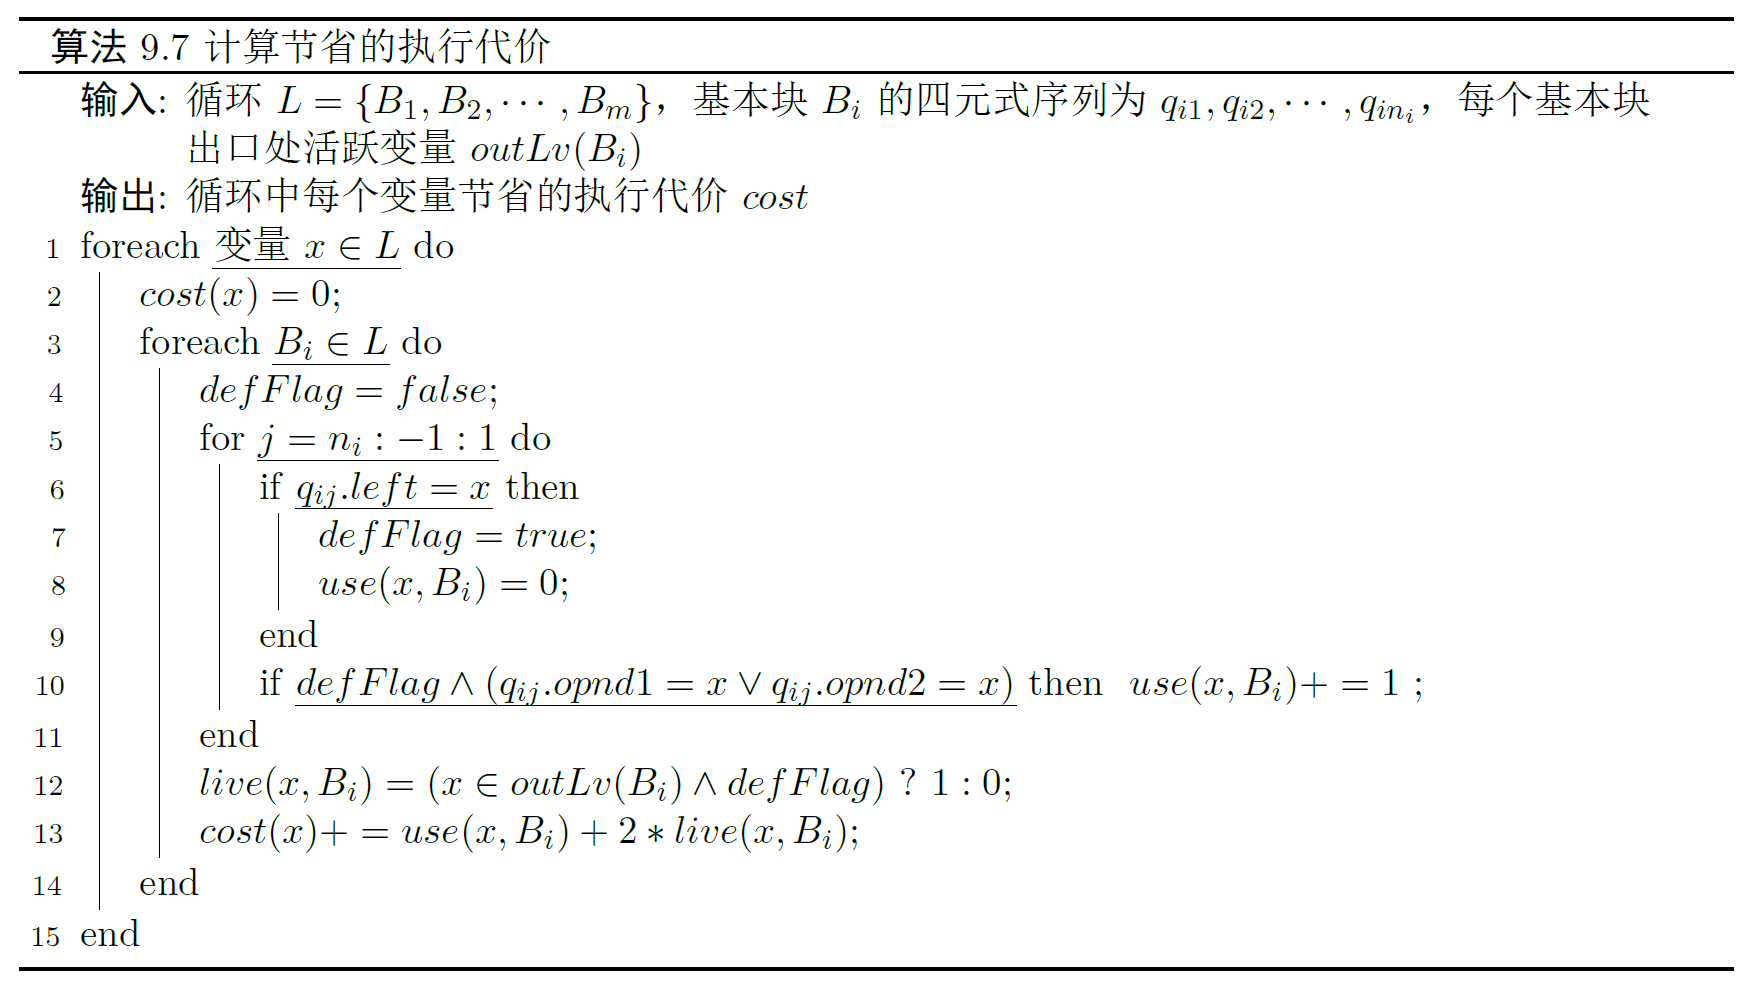 算法 9.7 计算节省的执行代价
输入: 循环 L = {B₁, B₂, ⋯ , Bₘ}，基本块 Bᵢ 的四元式序列为 qᵢ₁, qᵢ₂, ⋯ , q_{in_i}，每个基本块
出口处活跃变量 outLv(Bᵢ)
输出: 循环中每个变量节省的执行代价 cost
1 foreach 变量 x ∈ L do
2 cost(x) = 0;
3 foreach Bᵢ ∈ L do
4 defFlag = false;
5 for j = nᵢ : −1 : 1 do
6 if qᵢⱼ.left = x then
7 defFlag = true;
8 use(x, Bᵢ) = 0;
9 end
10 if defFlag ∧ (qᵢⱼ.opnd1 = x ∨ qᵢⱼ.opnd2 = x) then use(x, Bᵢ)+ = 1 ;
11 end
12 live(x, Bᵢ) = (x ∈ outLv(Bᵢ) ∧ defFlag) ? 1 : 0;
13 cost(x)+ = use(x, Bᵢ) + 2 ∗ live(x, Bᵢ);
14 end
15 end